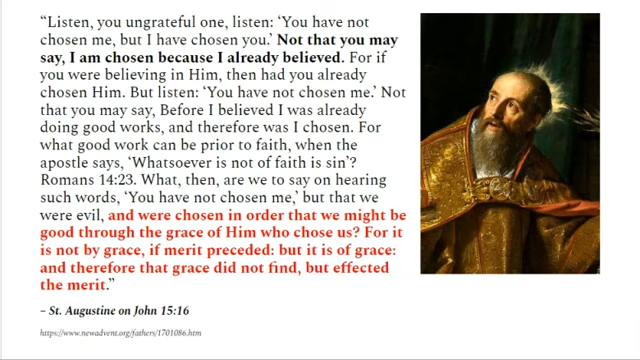 “Listen, you ungrateful one, listen: ‘You have not
chosen me, but I have chosen you.’ Not that you may
say, I am chosen because I already believed. For if
you were believing in Him, then had you already
chosen Him. But listen: ‘You have not chosen me.’ Not
that you may say, Before I believed I was already
doing good works, and therefore was I chosen. For
what good work can be prior to faith, when the
apostle says, ‘Whatsoever is not of faith is sin’?
Romans 14:23. What, then, are we to say on hearing
such words, ‘You have not chosen me,’ but that we
were evil, and were chosen in order that we might be
good through the grace of Him who chose us? For it
is not by grace, if merit preceded: but it is of grace:
and therefore that grace did not find, but effected
the merit.”
– St. Augustine on John 15:16
https://www.newadvent.org/fathers/1701086.htm